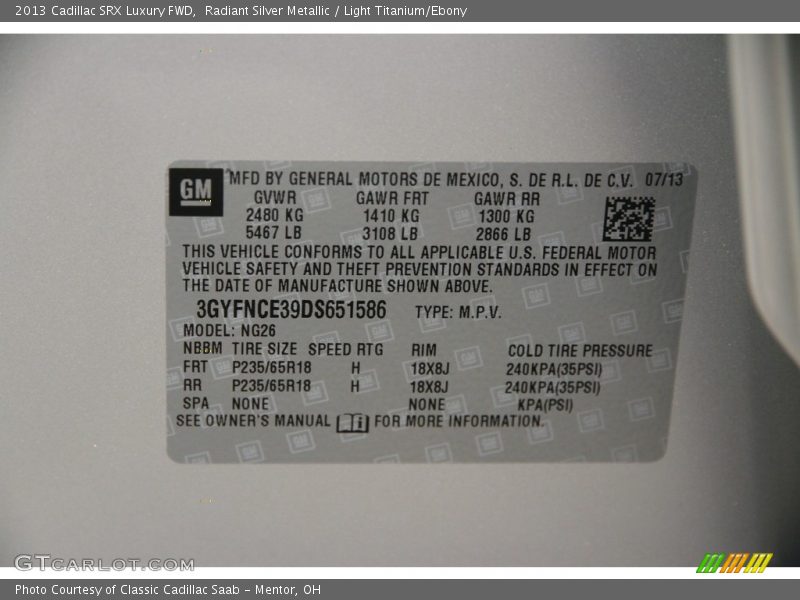 2013 Cadillac SRX Luxury FWD,  Radiant Silver Metallic / Light Titanium/Ebony
GM MFD BY GENERAL MOTORS DE MEXICO, S. DE R.L. DE C.V. 07/13
GVWR GAWR FRT GAWR RR
2480 KG 1410 KG 1300 KG
5467 LB 3108 LB 2866 LB
THIS VEHICLE CONFORMS TO ALL APPLICABLE U.S. FEDERAL MOTOR
VEHICLE SAFETY AND THEFT PREVENTION STANDARDS IN EFFECT ON
THE DATE OF MANUFACTURE SHOWN ABOVE.
3GYFNCE39DS651586 TYPE: M.P.V.
MODEL: NG26
NBBM TIRE SIZE SPEED RTG RIM COLD TIRE PRESSURE
FRT P235/65R18 H 18X8J 240KPA(35PSI)
RR P235/65R18 H 18X8J 240KPA(35PSI)
SPA NONE NONE KPA(PSI)
SEE OWNER'S MANUAL FOR MORE INFORMATION.
GTCARLOT.COM
Photo Courtesy of Classic Cadillac Saab - Mentor, OH